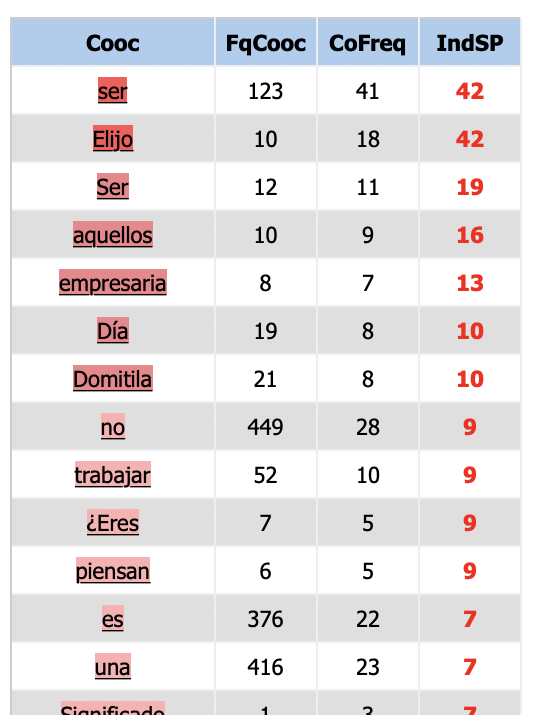 Cooc FqCooc CoFreq IndSP
ser 123 41 42
Elijo 10 18 42
Ser 12 11 19
aquellos 10 9 16
empresaria 8 7 13
Día 19 8 10
Domitila 21 8 10
no 449 28 9
trabajar 52 10 9
¿Eres 7 5 9
piensan 6 5 9
es 376 22 7
una 416 23 7
Significado 1 3 7